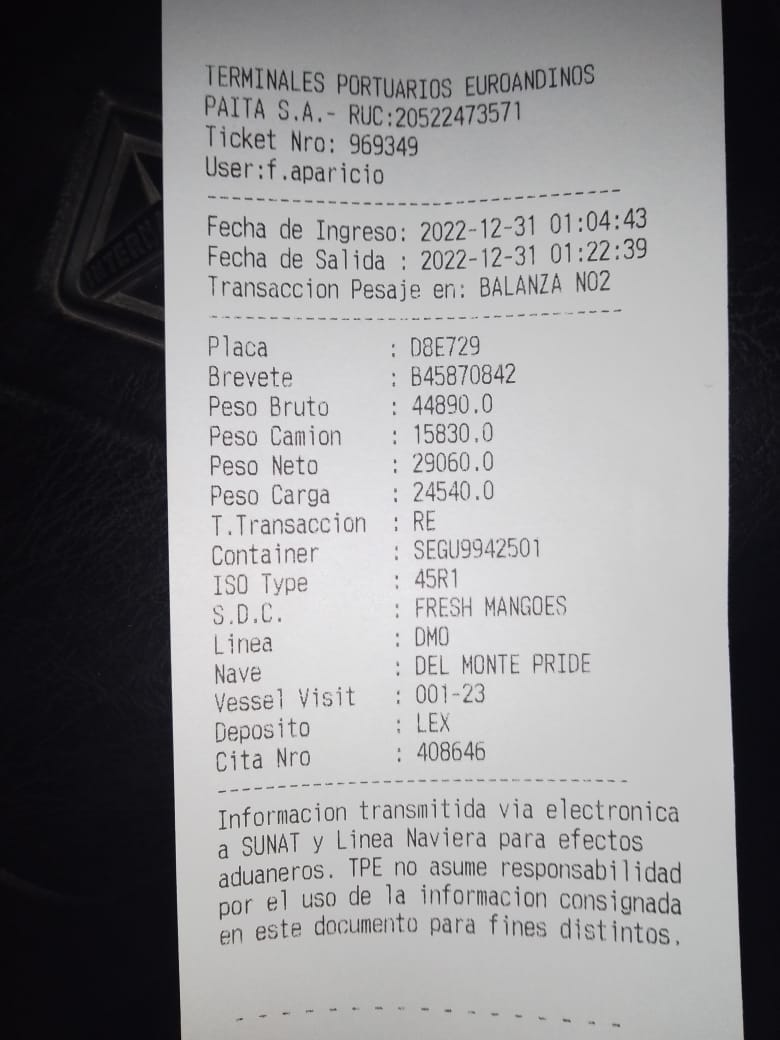 TERMINALES PORTUARIOS EUROANDINOS
PAITA S.A.- RUC:20522473571
Ticket Nro: 969349
User:f.aparicio
Fecha de Ingreso: 2022-12-31 01:04:43
Fecha de Salida : 2022-12-31 01:22:39
Transaccion Pesaje en: BALANZA NO2
Placa : D8E729
Brevete : B45870842
Peso Bruto : 44890.0
Peso Camion : 15830.0
Peso Neto : 29060.0
Peso Carga : 24540.0
T.Transaccion : RE
Container : SEGU9942501
ISO Type : 45R1
S.D.C. : FRESH MANGOES
Linea : DMO
Nave : DEL MONTE PRIDE
Vessel Visit : 001-23
Deposito : LEX
Cita Nro : 408646
Informacion transmitida via electronica
a SUNAT y Linea Naviera para efectos
aduaneros. TPE no asume responsabilidad
por el uso de la informacion consignada
en este documento para fines distintos.